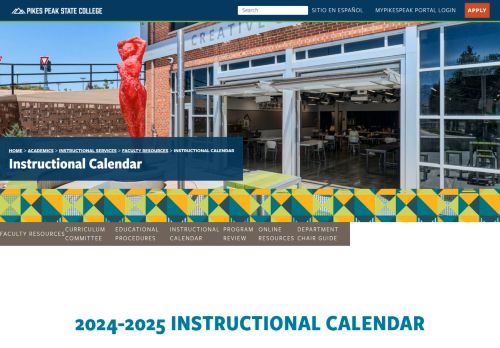 PIKES PEAK STATE COLLEGE
Search
SITIO EN ESPAÑOL
MYPIKESPEAK PORTAL LOGIN
APPLY
CREATIVE
HOME > ACADEMICS > INSTRUCTIONAL SERVICES > FACULTY RESOURCES > INSTRUCTIONAL CALENDAR
Instructional Calendar
FACULTY RESOURCES
CURRICULUM
COMMITTEE
EDUCATIONAL
PROCEDURES
INSTRUCTIONAL
CALENDAR
PROGRAM
REVIEW
ONLINE
RESOURCES
DEPARTMENT
CHAIR GUIDE
2024-2025 INSTRUCTIONAL CALENDAR